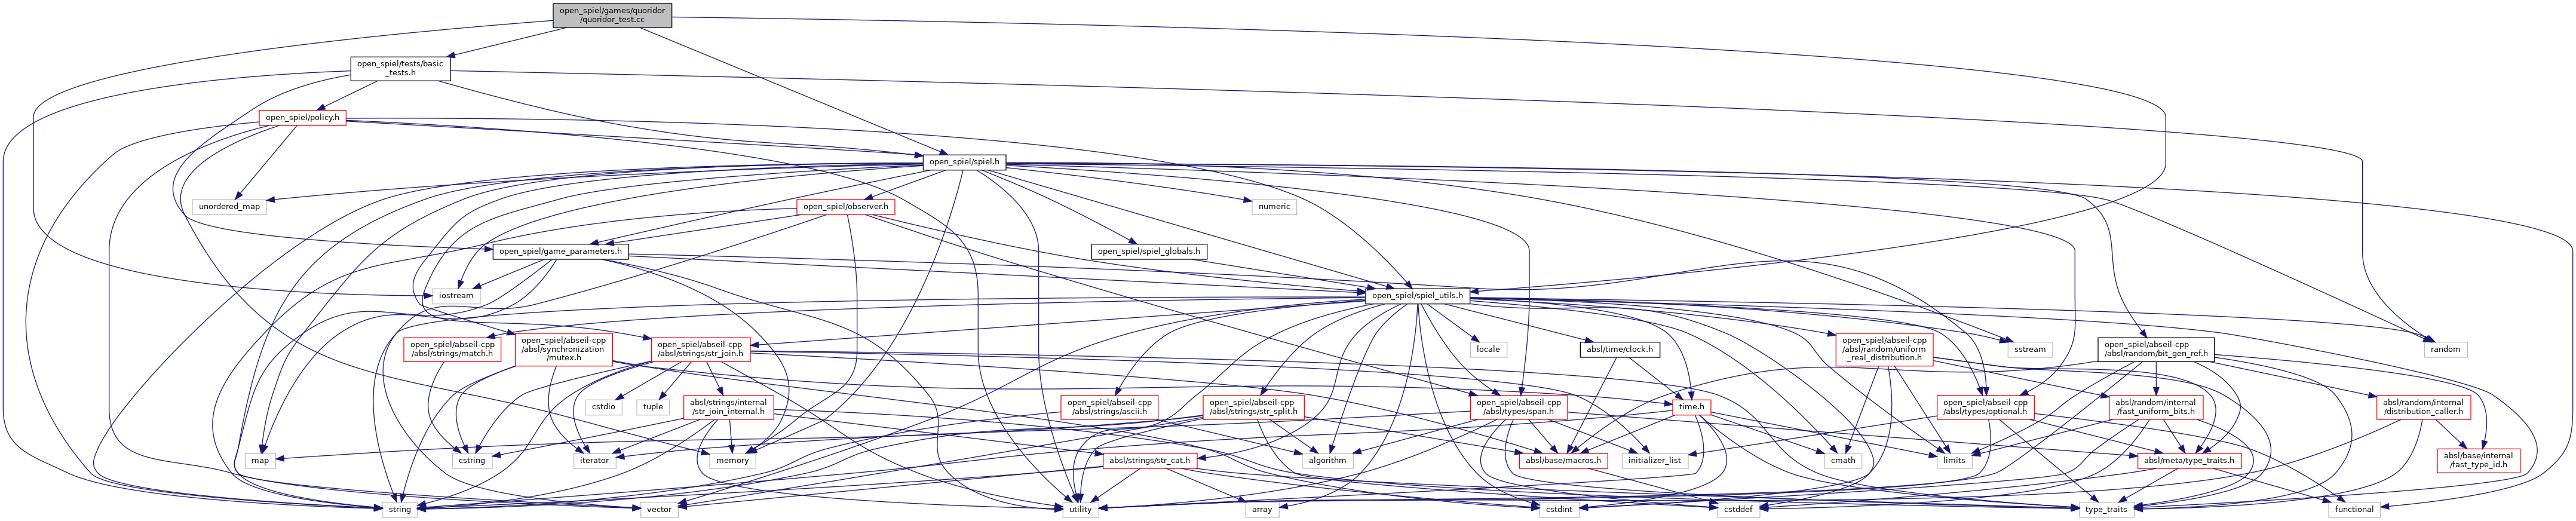 open_spiel/games/quoridor
/quoridor_test.cc
open_spiel/tests/basic
_tests.h
open_spiel/policy.h
open_spiel/spiel.h
unordered_map
open_spiel/observer.h
numeric
open_spiel/game_parameters.h
open_spiel/spiel_globals.h
iostream
open_spiel/spiel_utils.h
open_spiel/abseil-cpp
/absl/strings/match.h
open_spiel/abseil-cpp
/absl/synchronization
/mutex.h
open_spiel/abseil-cpp
/absl/strings/str_join.h
locale
absl/time/clock.h
open_spiel/abseil-cpp
/absl/random/uniform
_real_distribution.h
sstream
open_spiel/abseil-cpp
/absl/random/bit_gen_ref.h
random
cstdio
tuple
absl/strings/internal
/str_join_internal.h
open_spiel/abseil-cpp
/absl/strings/ascii.h
open_spiel/abseil-cpp
/absl/strings/str_split.h
open_spiel/abseil-cpp
/absl/types/span.h
time.h
open_spiel/abseil-cpp
/absl/types/optional.h
absl/random/internal
/fast_uniform_bits.h
absl/random/internal
/distribution_caller.h
map
cstring
iterator
memory
absl/strings/str_cat.h
algorithm
absl/base/macros.h
initializer_list
cmath
limits
absl/meta/type_traits.h
absl/base/internal
/fast_type_id.h
string
vector
utility
array
cstdint
cstddef
type_traits
functional